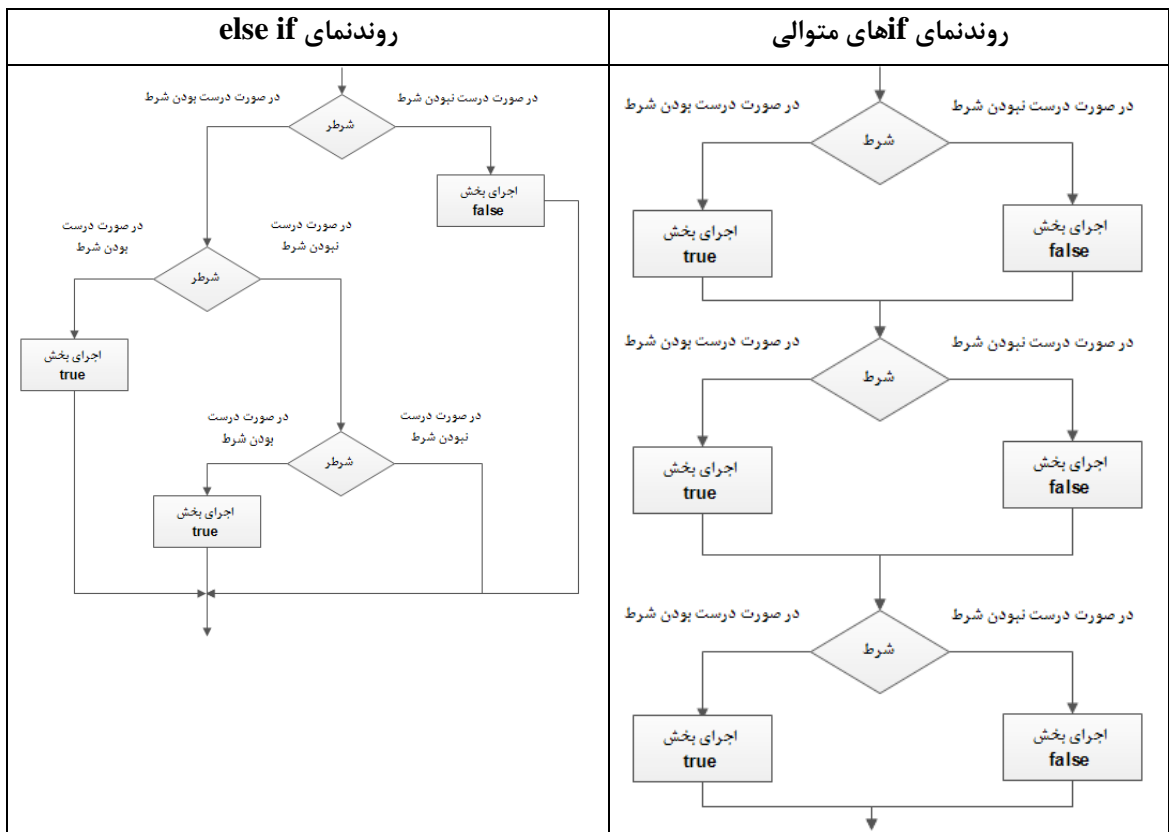 روندنمای ifهای متوالی
در صورت درست بودن شرط
در صورت درست نبودن شرط
شرط
اجرای بخش
true
اجرای بخش
false
در صورت درست بودن شرط
در صورت درست نبودن شرط
شرط
اجرای بخش
true
اجرای بخش
false
در صورت درست بودن شرط
در صورت درست نبودن شرط
شرط
اجرای بخش
true
اجرای بخش
false
روندنمای else if
در صورت درست بودن شرط
در صورت درست نبودن شرط
شرطر
اجرای بخش
false
در صورت درست
بودن شرط
در صورت درست
نبودن شرط
شرطر
اجرای بخش
true
در صورت درست
بودن شرط
در صورت درست
نبودن شرط
شرطر
اجرای بخش
true